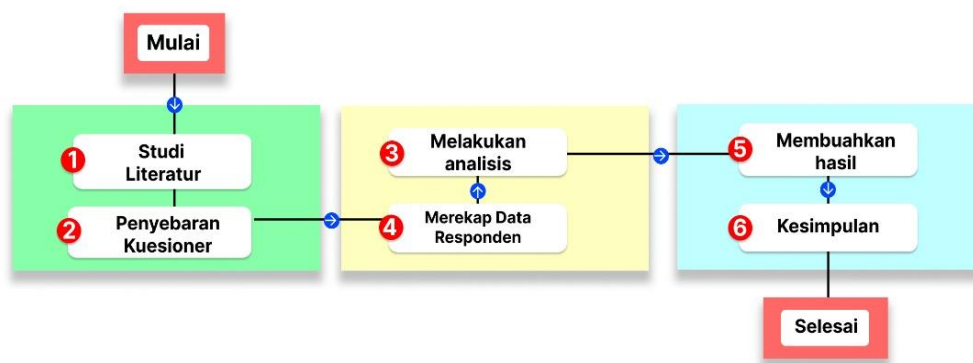 Mulai
1
Studi
Literatur
2
Penyebaran
Kuesioner
3
Melakukan
analisis
4
Merekap Data
Responden
5
Membuahkan
hasil
6
Kesimpulan
Selesai